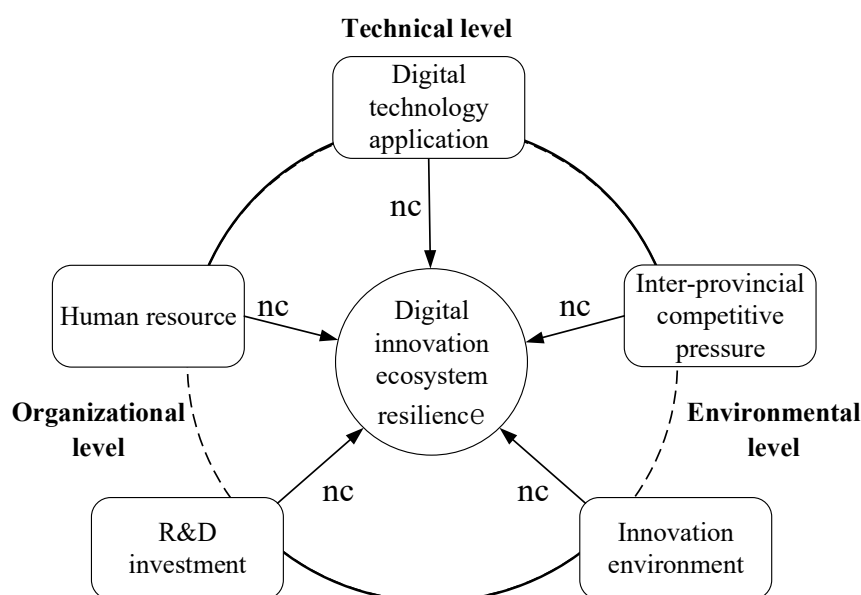 Technical level
Digital
technology
application
nc
Human resource
nc
Digital
innovation
ecosystem
resilience
nc
Inter-provincial
competitive
pressure
Organizational
level
Environmental
level
nc
nc
R&D
investment
Innovation
environment